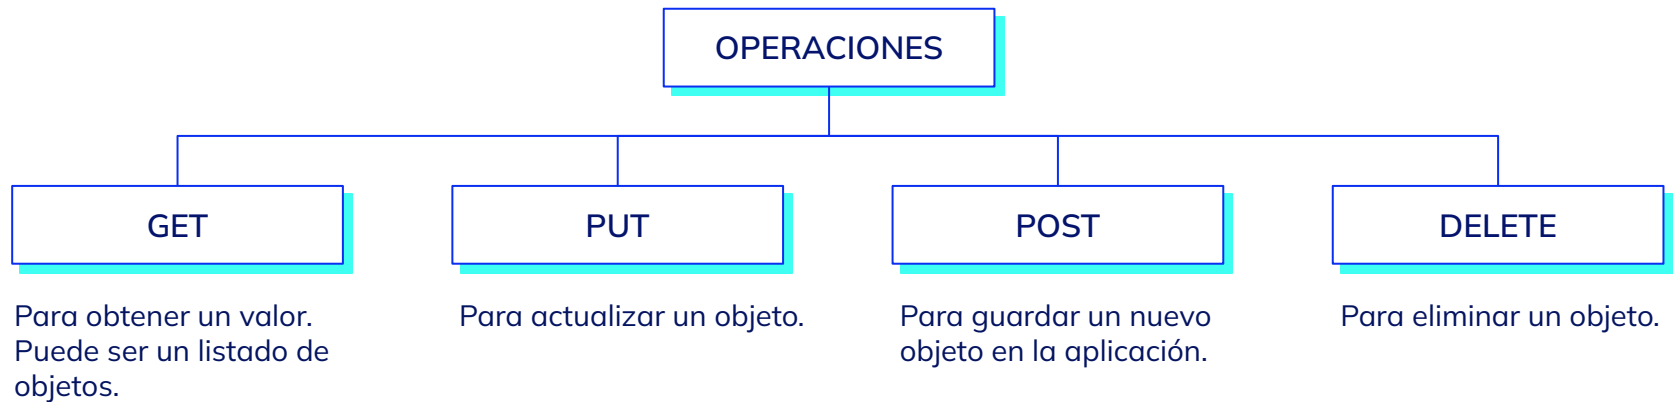 OPERACIONES
GET
Para obtener un valor.
Puede ser un listado de
objetos.
PUT
Para actualizar un objeto.
POST
Para guardar un nuevo
objeto en la aplicación.
DELETE
Para eliminar un objeto.